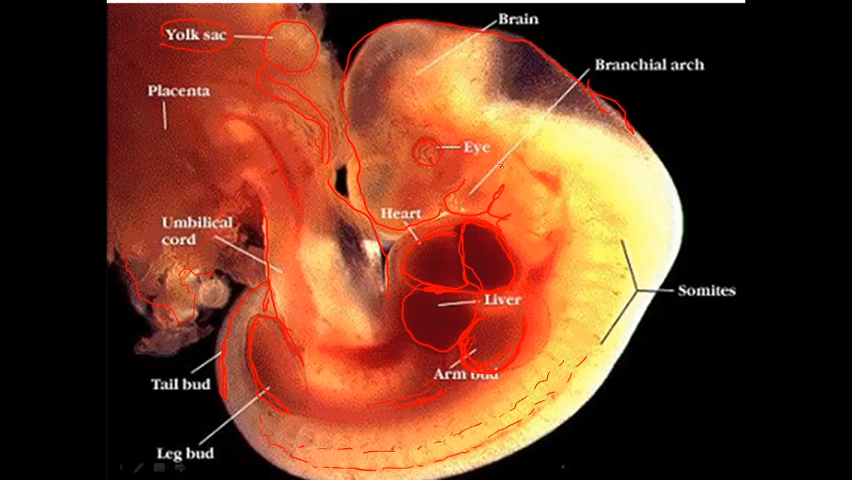 Brain
Yolk sac
Branchial arch
Placenta
Eye
Heart
Umbilical
cord
Somites
Liver
Arm bud
Tail bud
Leg bud